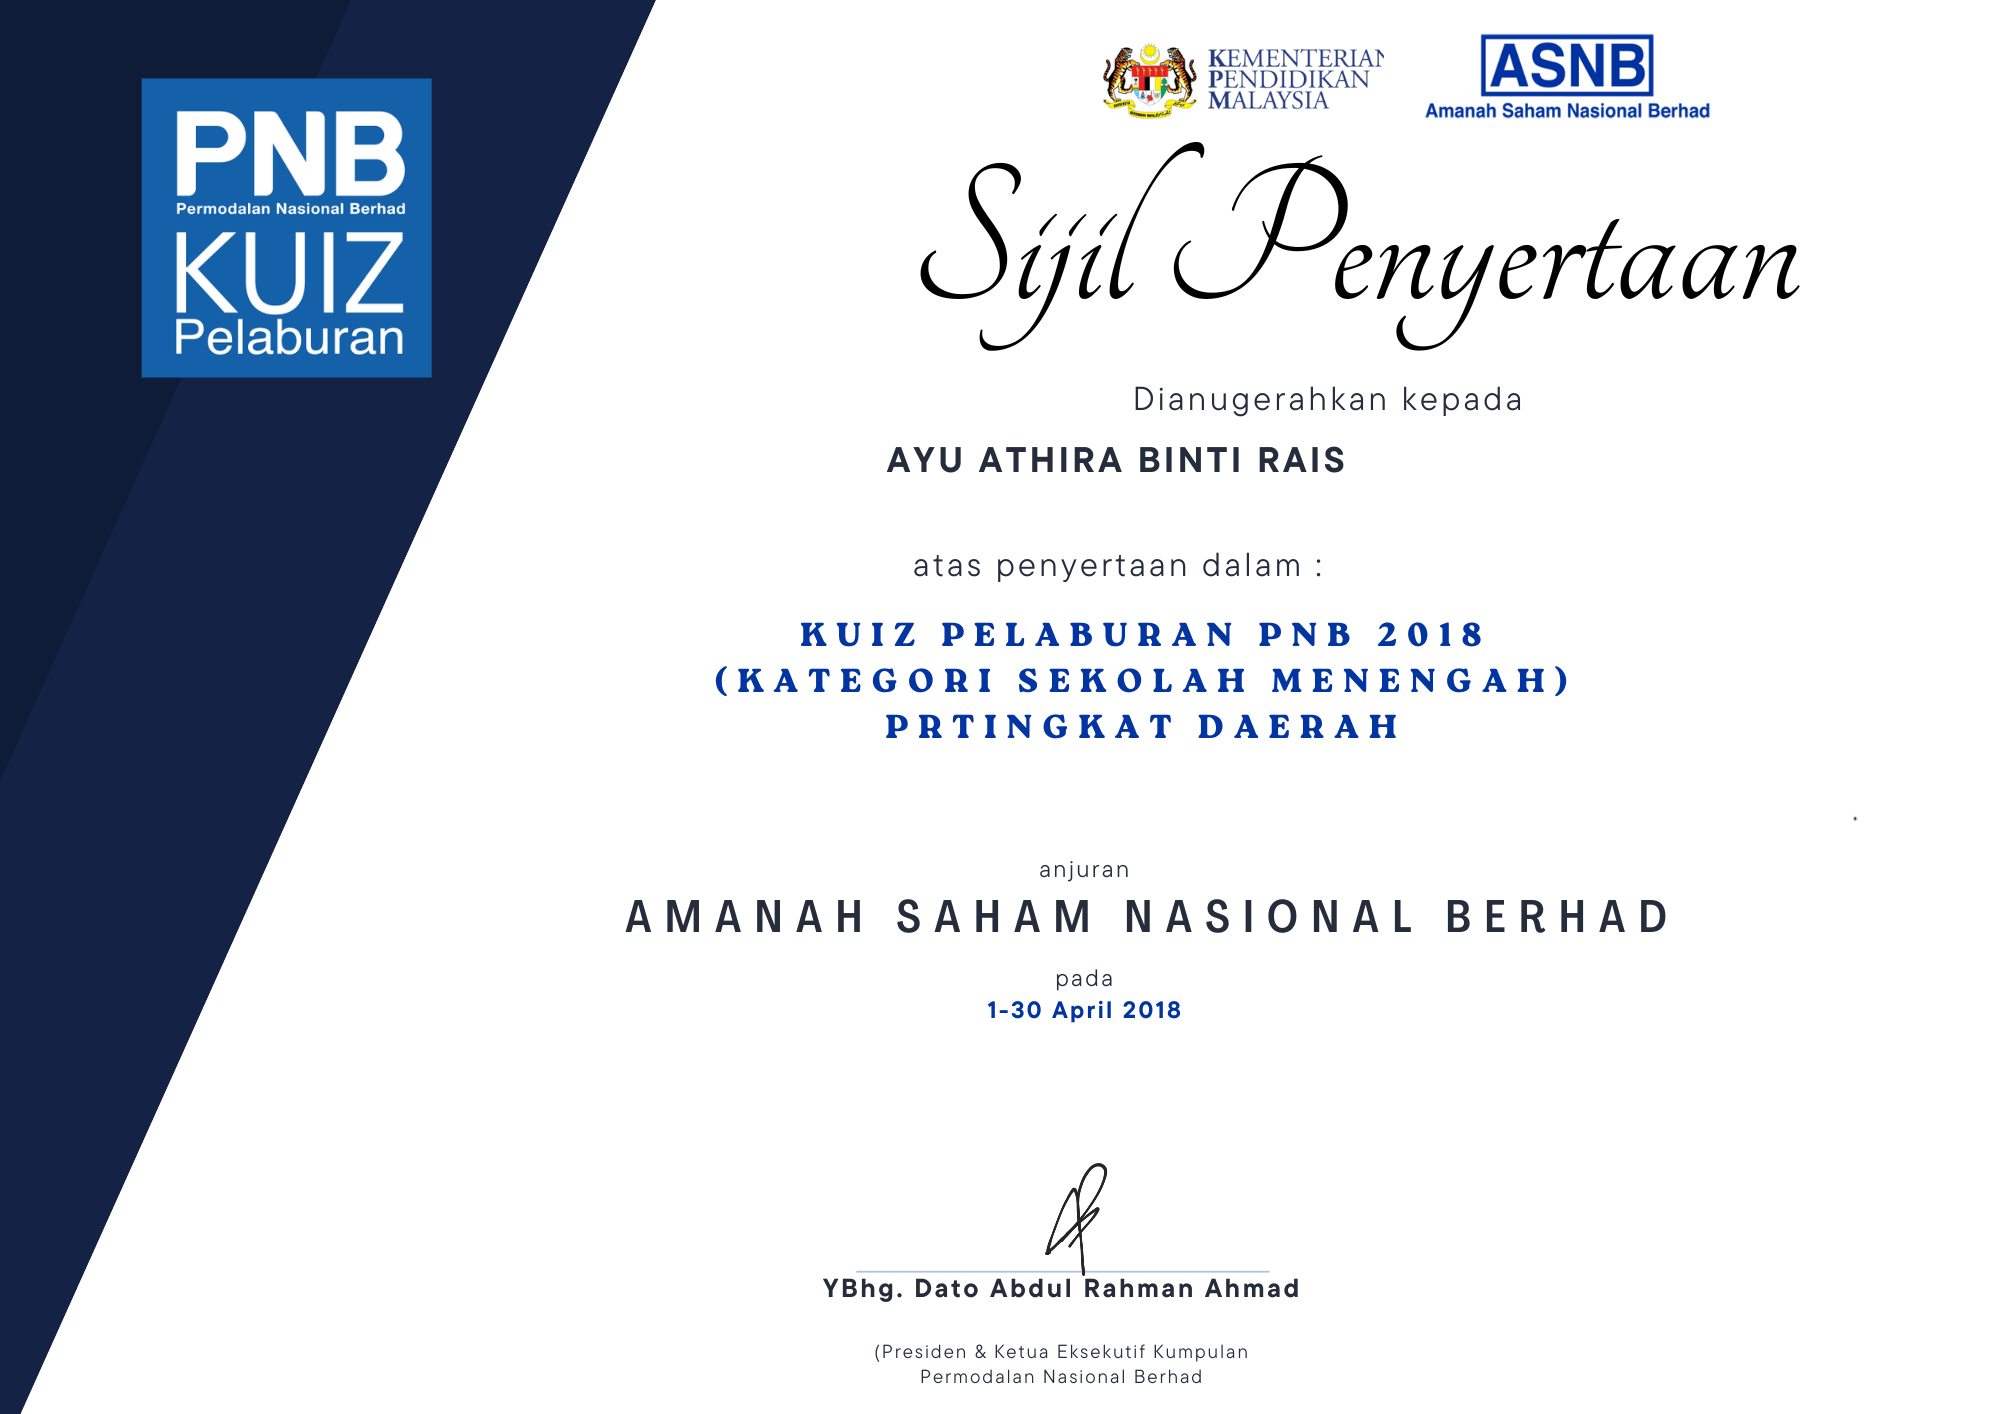 PNB
Permodalan Nasional Berhad
KUIZ
Pelaburan
KEMENTERIAN
PENDIDIKAN
MALAYSIA
ASNB
Amanah Saham Nasional Berhad
Sijil Penyertaan
Dianugerahkan kepada
AYU ATHIRA BINTI RAIS
atas penyertaan dalam :
KUIZ PELABURAN PNB 2018
(KATEGORI SEKOLAH MENENGAH)
PRTINGKAT DAERAH
anjuran
AMANAH SAHAM NASIONAL BERHAD
pada
1-30 April 2018
YBhg. Dato Abdul Rahman Ahmad
(Presiden & Ketua Eksekutif Kumpulan
Permodalan Nasional Berhad